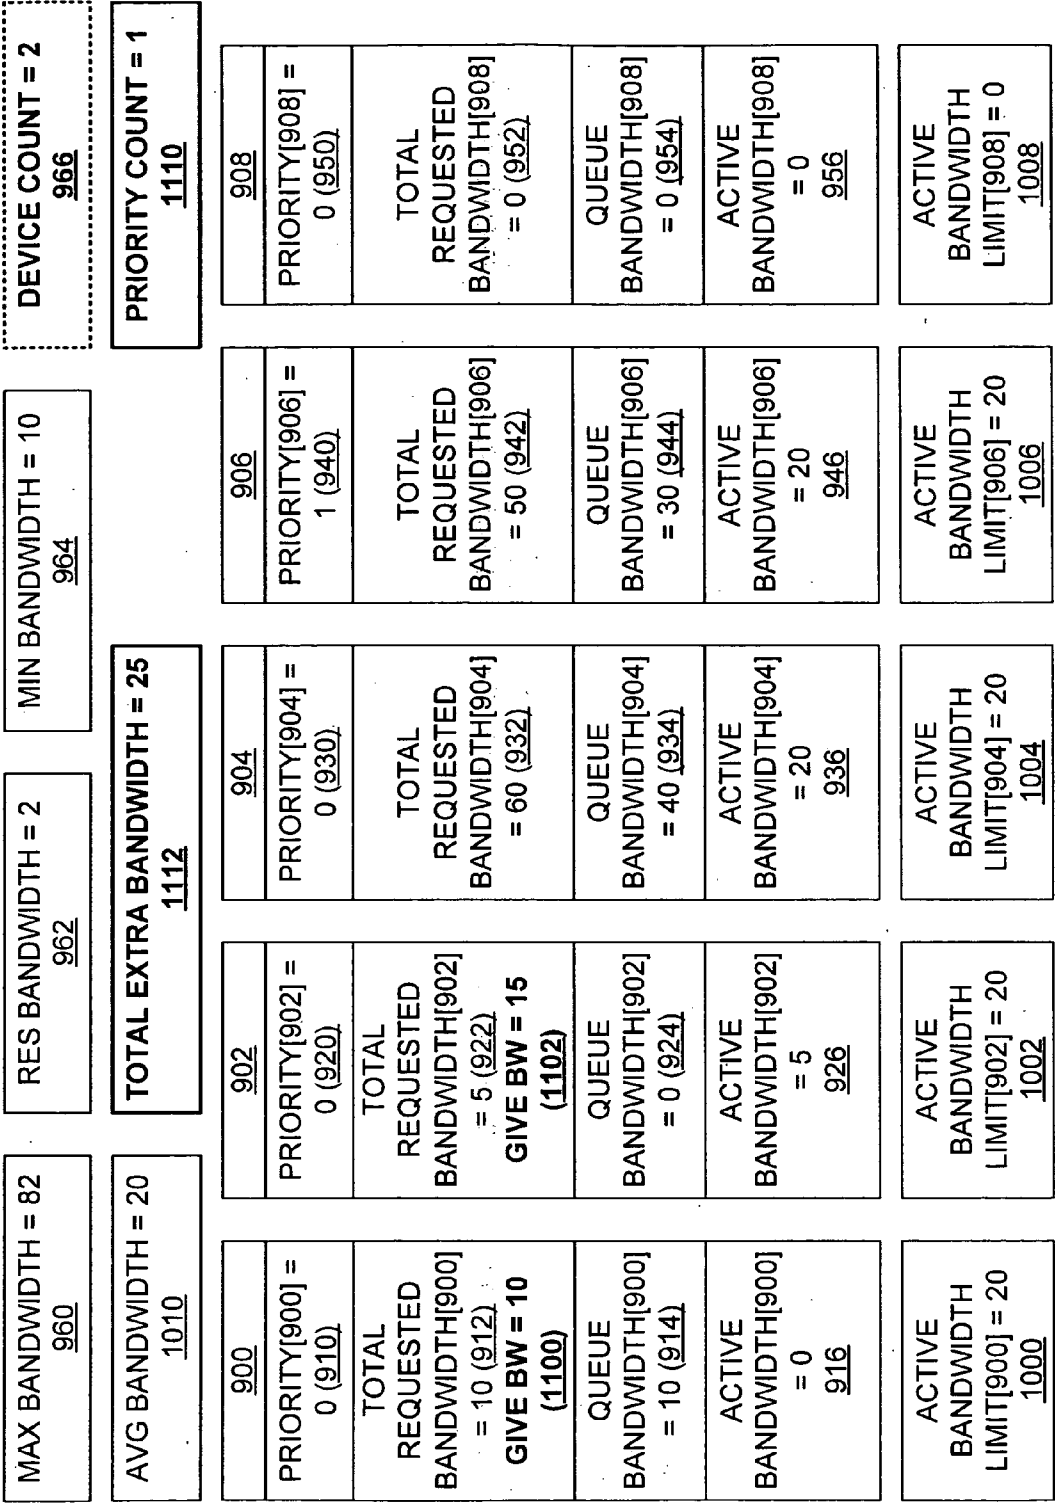 MAX BANDWIDTH = 82
960
RES BANDWIDTH = 2
962
MIN BANDWIDTH = 10
964
DEVICE COUNT = 2
966
AVG BANDWIDTH = 20
1010
TOTAL EXTRA BANDWIDTH = 25
1112
PRIORITY COUNT = 1
1110
900
PRIORITY[900] =
0 (910)
TOTAL
REQUESTED
BANDWIDTH[900]
= 10 (912)
GIVE BW = 10
(1100)
QUEUE
BANDWIDTH[900]
= 10 (914)
ACTIVE
BANDWIDTH[900]
= 0
916
ACTIVE
BANDWIDTH
LIMIT[900] = 20
1000
902
PRIORITY[902] =
0 (920)
TOTAL
REQUESTED
BANDWIDTH[902]
= 5 (922)
GIVE BW = 15
(1102)
QUEUE
BANDWIDTH[902]
= 0 (924)
ACTIVE
BANDWIDTH[902]
= 5
926
ACTIVE
BANDWIDTH
LIMIT[902] = 20
1002
904
PRIORITY[904] =
0 (930)
TOTAL
REQUESTED
BANDWIDTH[904]
= 60 (932)
QUEUE
BANDWIDTH[904]
= 40 (934)
ACTIVE
BANDWIDTH[904]
= 20
936
ACTIVE
BANDWIDTH
LIMIT[904] = 20
1004
906
PRIORITY[906] =
1 (940)
TOTAL
REQUESTED
BANDWIDTH[906]
= 50 (942)
QUEUE
BANDWIDTH[906]
= 30 (944)
ACTIVE
BANDWIDTH[906]
= 20
946
ACTIVE
BANDWIDTH
LIMIT[906] = 20
1006
908
PRIORITY[908] =
0 (950)
TOTAL
REQUESTED
BANDWIDTH[908]
= 0 (952)
QUEUE
BANDWIDTH[908]
= 0 (954)
ACTIVE
BANDWIDTH[908]
= 0
956
ACTIVE
BANDWIDTH
LIMIT[908] = 0
1008